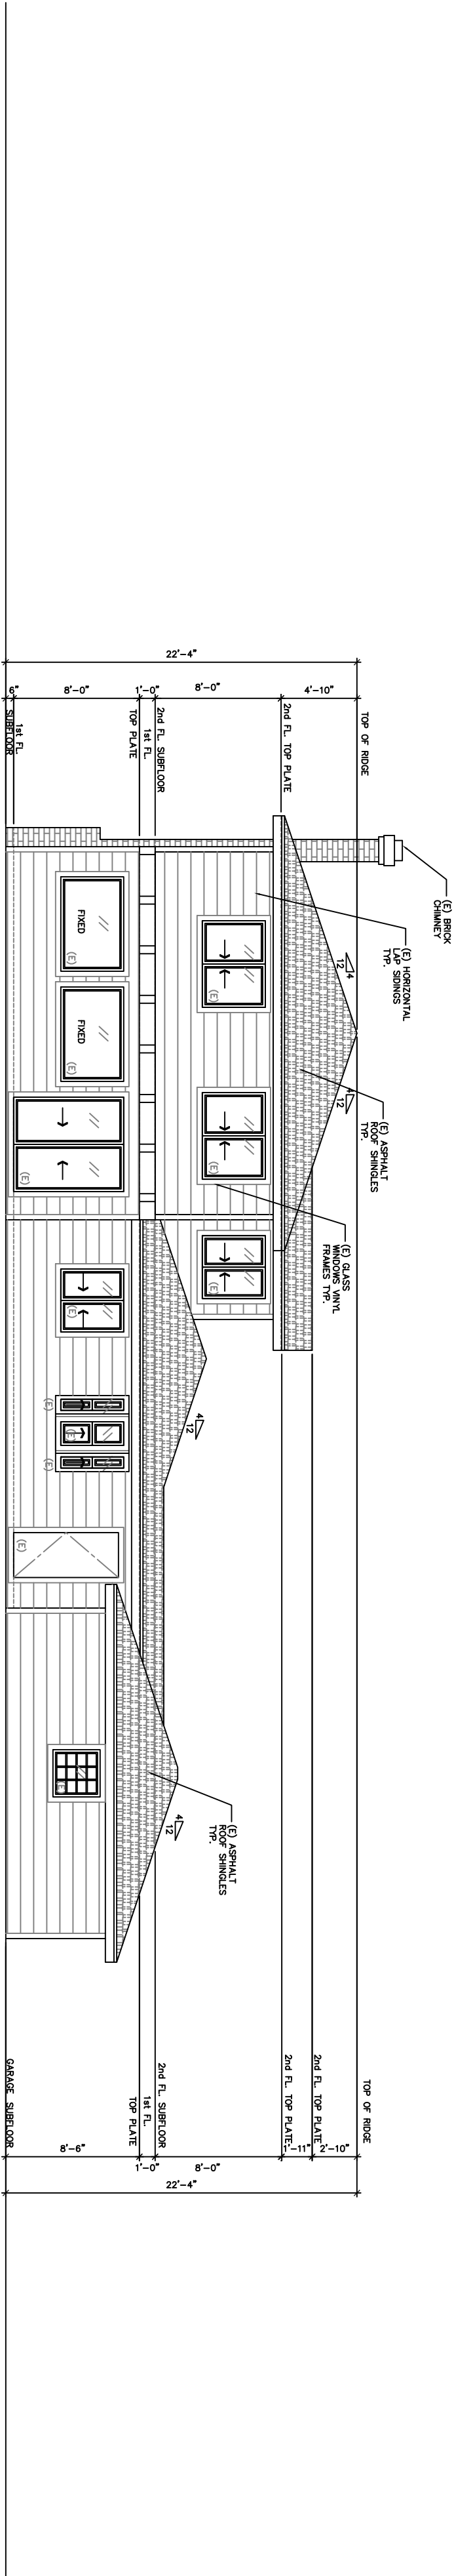 (E) BRICK
CHIMNEY
(E) HORIZONTAL
LAP SIDINGS
TYP.
(E) ASPHALT
ROOF SHINGLES
TYP.
(E) GLASS
WINDOWS VINYL
FRAMES TYP.
4
12
4
12
TOP OF RIDGE
4'-10"
2nd FL. TOP PLATE
22'-4"
8'-0"
2nd FL. SUBFLOOR
1'-0"
1st FL.
TOP PLATE
8'-0"
1st FL.
SUBFLOOR
6"
(E)
(E)
(E)
FIXED
(E)
FIXED
(E)
(E)
(E)
(E)
(E)
(E)
(E)
4
12
4
12
(E) ASPHALT
ROOF SHINGLES
TYP.
(E)
TOP OF RIDGE
2'-10"
2nd FL. TOP PLATE
1'-11"
2nd FL. TOP PLATE
8'-0"
22'-4"
2nd FL. SUBFLOOR
1'-0"
1st FL.
TOP PLATE
8'-6"
GARAGE SUBFLOOR